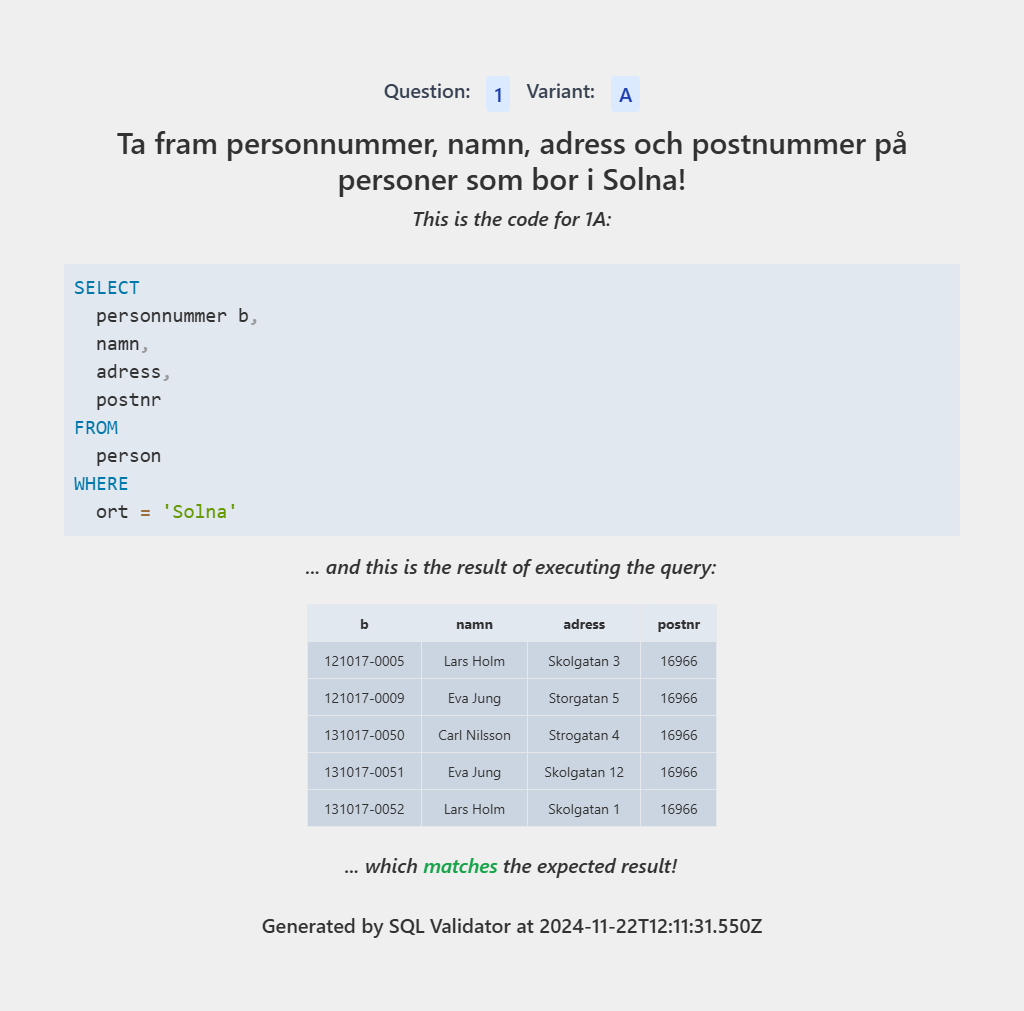 Question: 1 Variant: A
Ta fram personnummer, namn, adress och postnummer på
personer som bor i Solna!
This is the code for 1A:
SELECT
  personnummer b,
  namn,
  adress,
  postnr
FROM
  person
WHERE
  ort = 'Solna'
... and this is the result of executing the query:
b namn adress postnr
121017-0005 Lars Holm Skolgatan 3 16966
121017-0009 Eva Jung Storgatan 5 16966
131017-0050 Carl Nilsson Strogatan 4 16966
131017-0051 Eva Jung Skolgatan 12 16966
131017-0052 Lars Holm Skolgatan 1 16966
... which matches the expected result!
Generated by SQL Validator at 2024-11-22T12:11:31.550Z